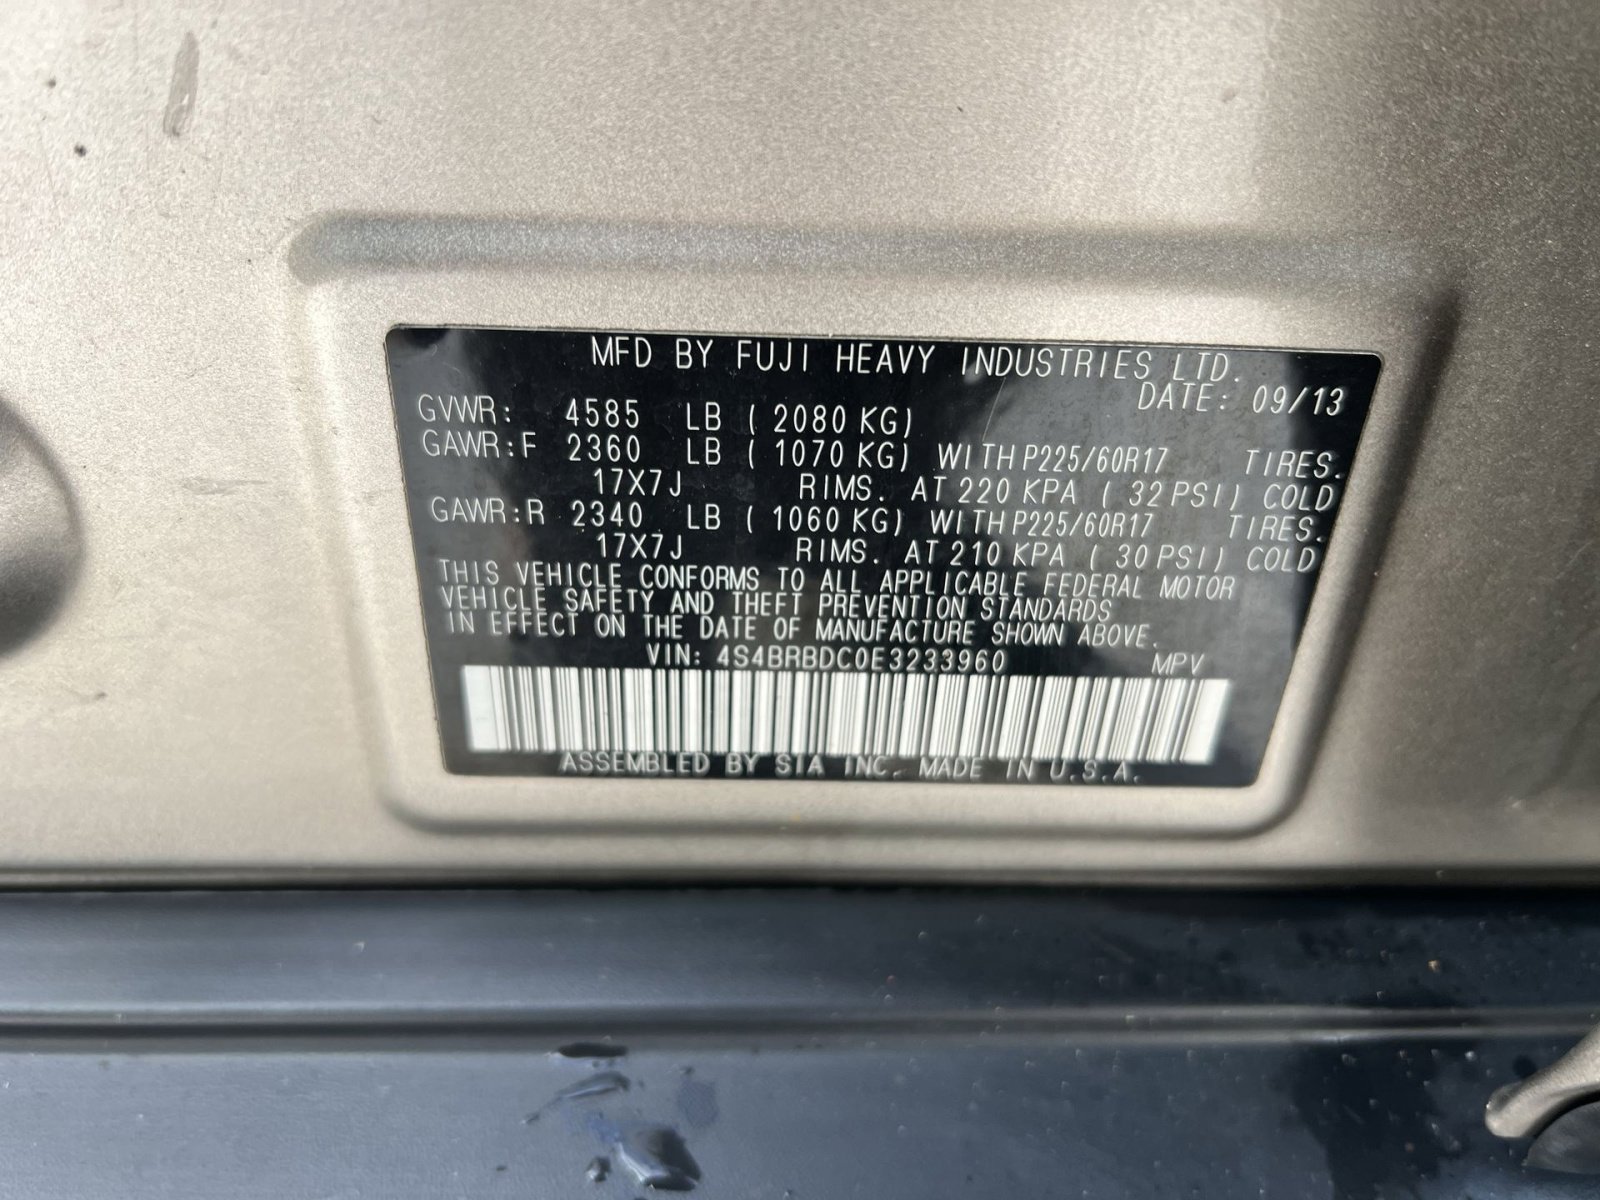 MFD BY FUJI HEAVY INDUSTRIES LTD.
DATE: 09/13
GVWR: 4585 LB ( 2080 KG)
GAWR:F 2360 LB ( 1070 KG) WITH P225/60R17 TIRES.
17X7J RIMS. AT 220 KPA ( 32 PSI) COLD
GAWR:R 2340 LB ( 1060 KG) WITH P225/60R17 TIRES.
17X7J RIMS. AT 210 KPA ( 30 PSI) COLD
THIS VEHICLE CONFORMS TO ALL APPLICABLE FEDERAL MOTOR
VEHICLE SAFETY AND THEFT PREVENTION STANDARDS
IN EFFECT ON THE DATE OF MANUFACTURE SHOWN ABOVE.
VIN: 4S4BRBDC0E3233960 MPV
ASSEMBLED BY SIA INC. MADE IN U.S.A.